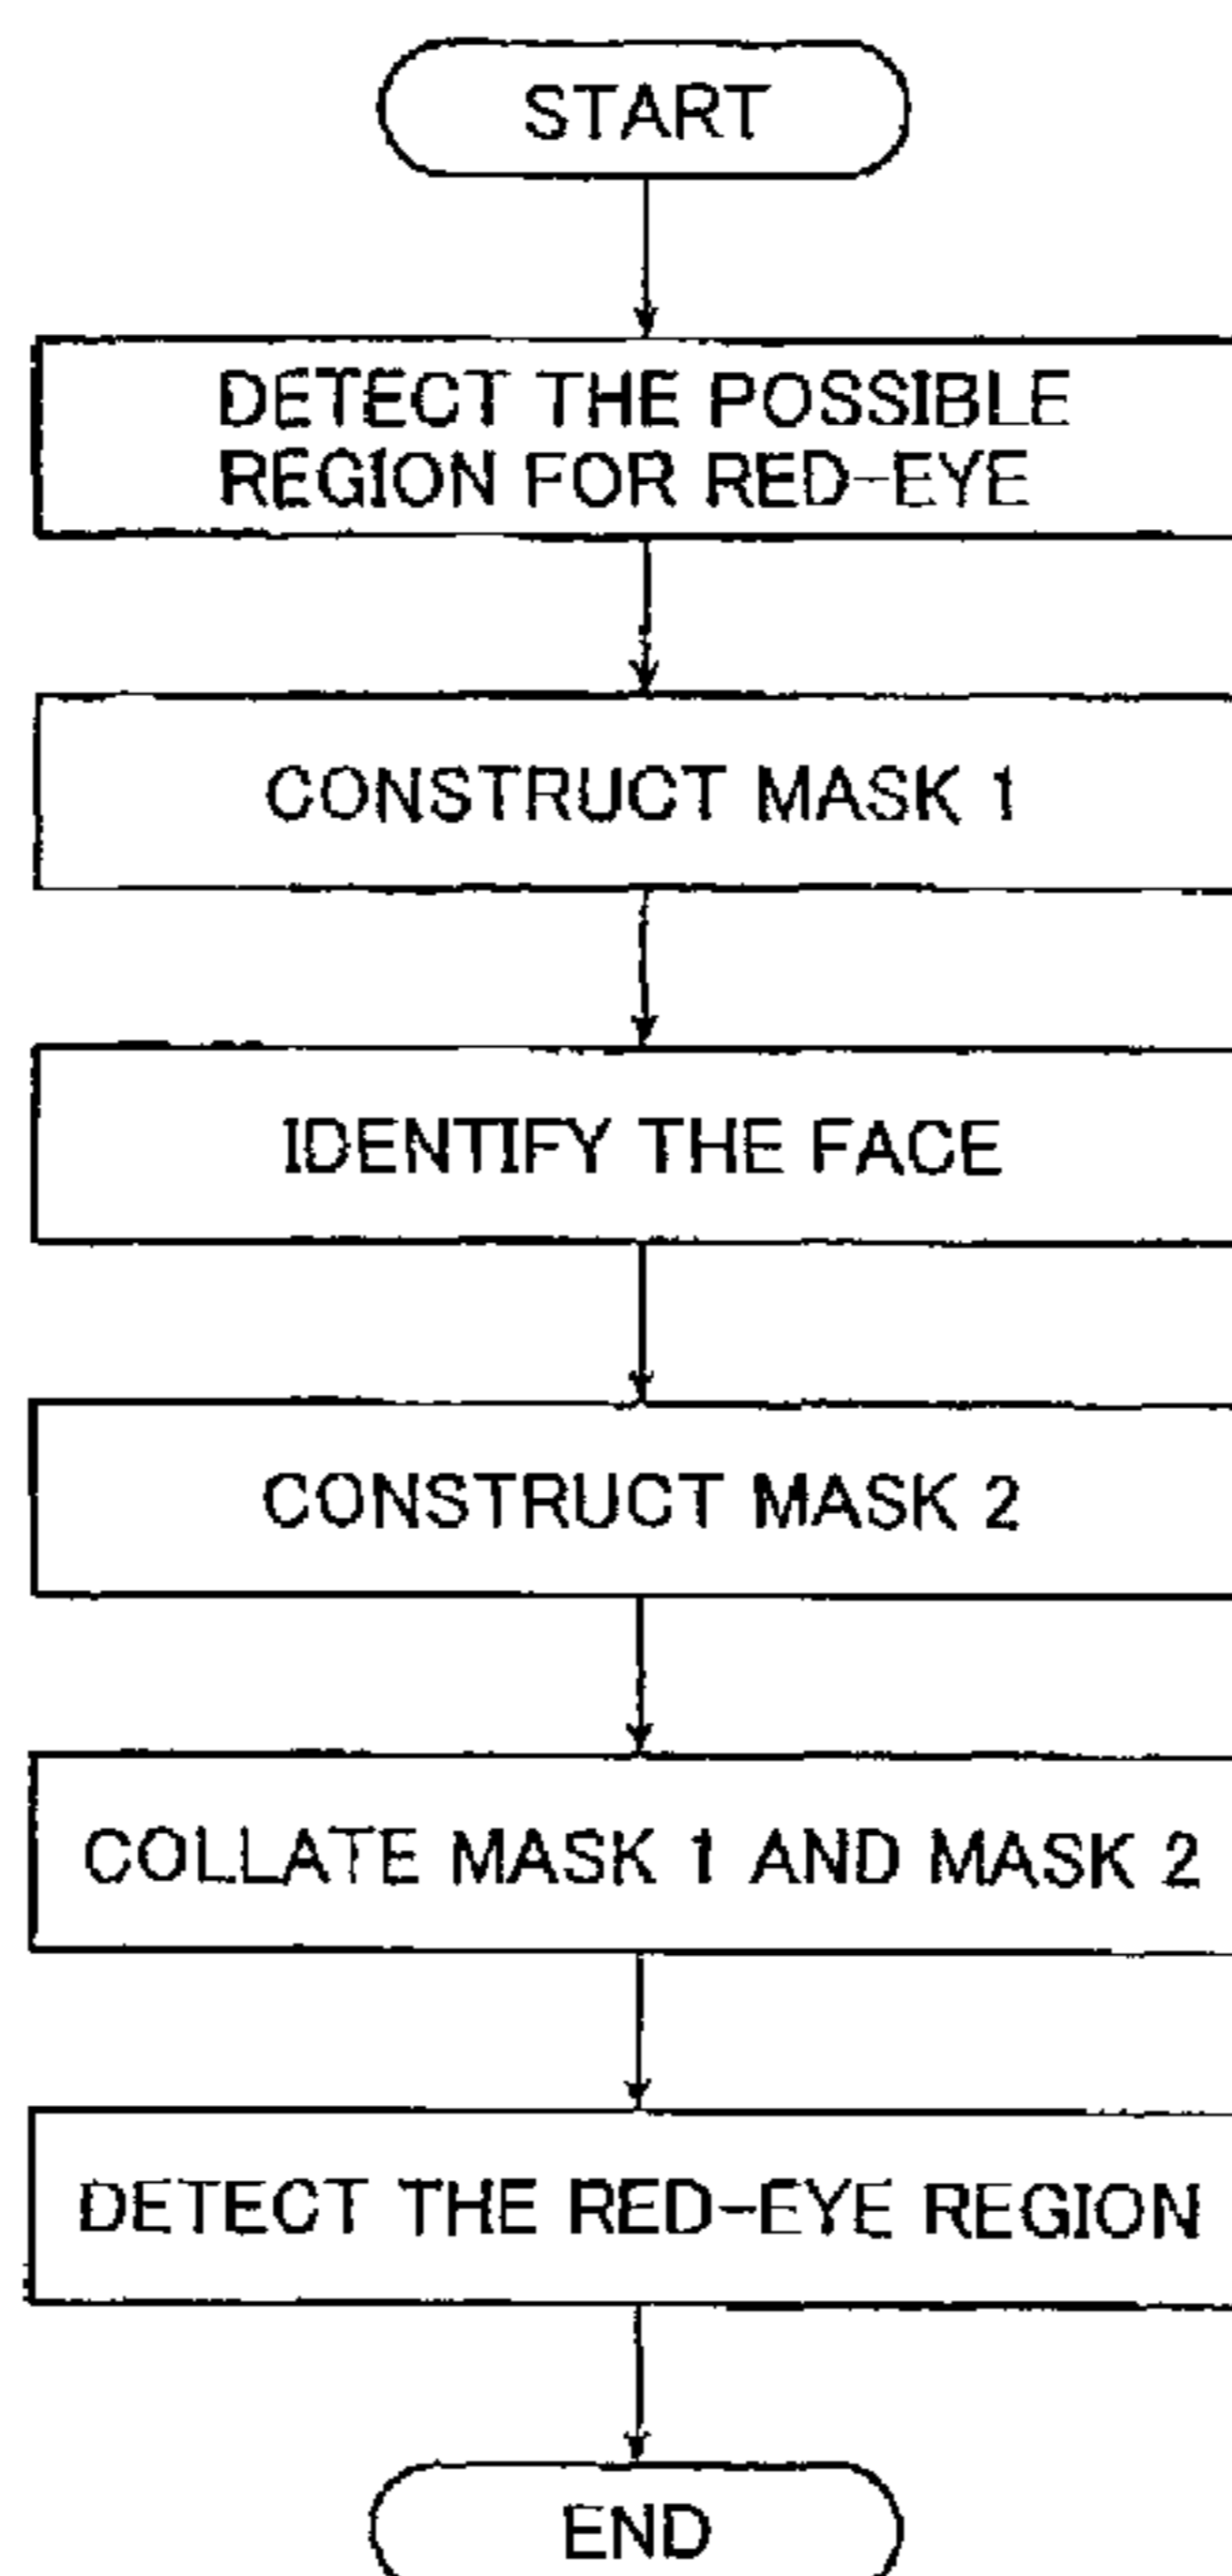 START
DETECT THE POSSIBLE
REGION FOR RED-EYE
CONSTRUCT MASK 1
IDENTIFY THE FACE
CONSTRUCT MASK 2
COLLATE MASK 1 AND MASK 2
DETECT THE RED-EYE REGION
END